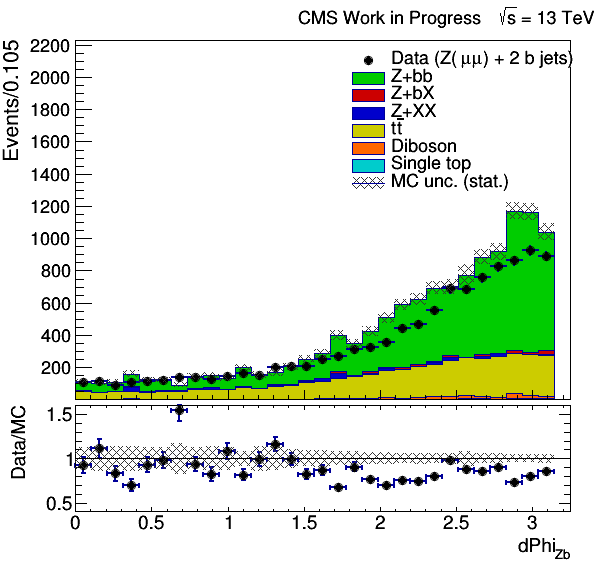 CMS Work in Progress √s = 13 TeV
Events/0.105
2200
2000
1800
1600
1400
1200
1000
800
600
400
200
Data (Z(μμ) + 2 b jets)
Z+bb
Z+bX
Z+XX
tt̄
Diboson
Single top
MC unc. (stat.)
Data/MC
1.5
1
0.5
0 0.5 1 1.5 2 2.5 3
dPhi_Zb